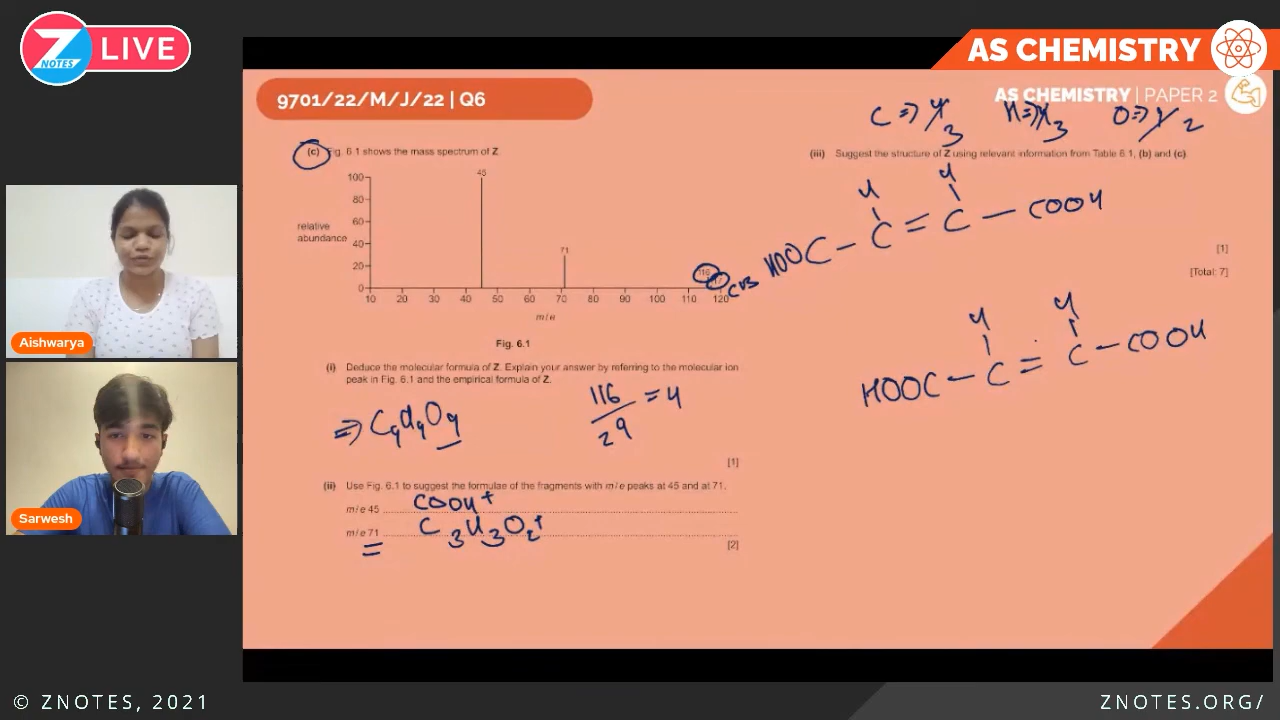 Z NOTES LIVE
AS CHEMISTRY
9701/22/M/J/22 | Q6
AS CHEMISTRY | PAPER 2
C => 4 3 H => 4 3 O => 4 2
(c) Fig. 6.1 shows the mass spectrum of Z.
45
100
80
60
40
20
0
relative
abundance
71
116
10 20 30 40 50 60 70 80 90 100 110 120
m/e
Fig. 6.1
(i) Deduce the molecular formula of Z. Explain your answer by referring to the molecular ion
peak in Fig. 6.1 and the empirical formula of Z.
=> C4H4O4
116/29 = 4
[1]
(ii) Use Fig. 6.1 to suggest the formulae of the fragments with m/e peaks at 45 and at 71.
m/e 45 COOH+
m/e 71 C3H3O2+
[2]
(iii) Suggest the structure of Z using relevant information from Table 6.1, (b) and (c).
H H
HOOC – C = C – COOH
[1]
[Total: 7]
H H
HOOC – C = C – COOH
Aishwarya
Sarwesh
© ZNOTES, 2021
ZNOTES.ORG/